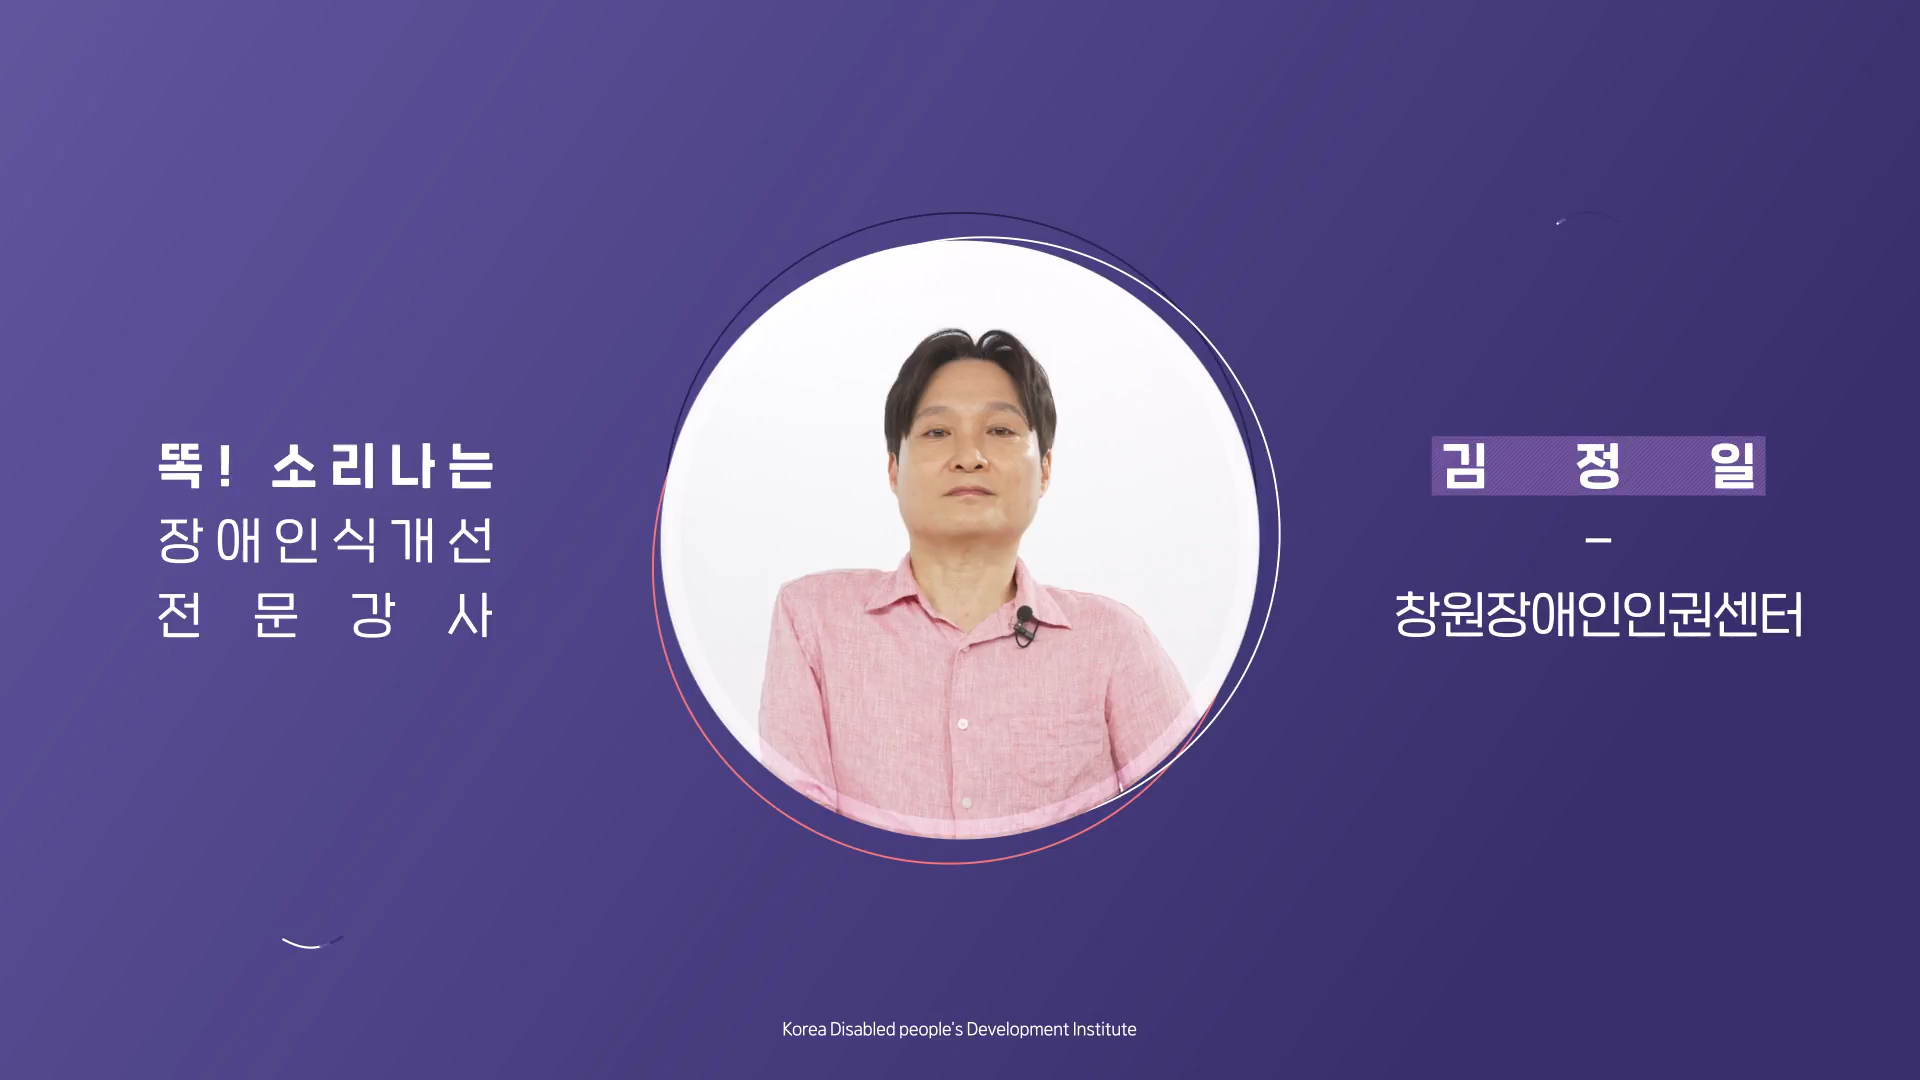 똑! 소리나는
장애인식개선
전문강사
김정일
–
창원장애인인권센터
Korea Disabled people's Development Institute